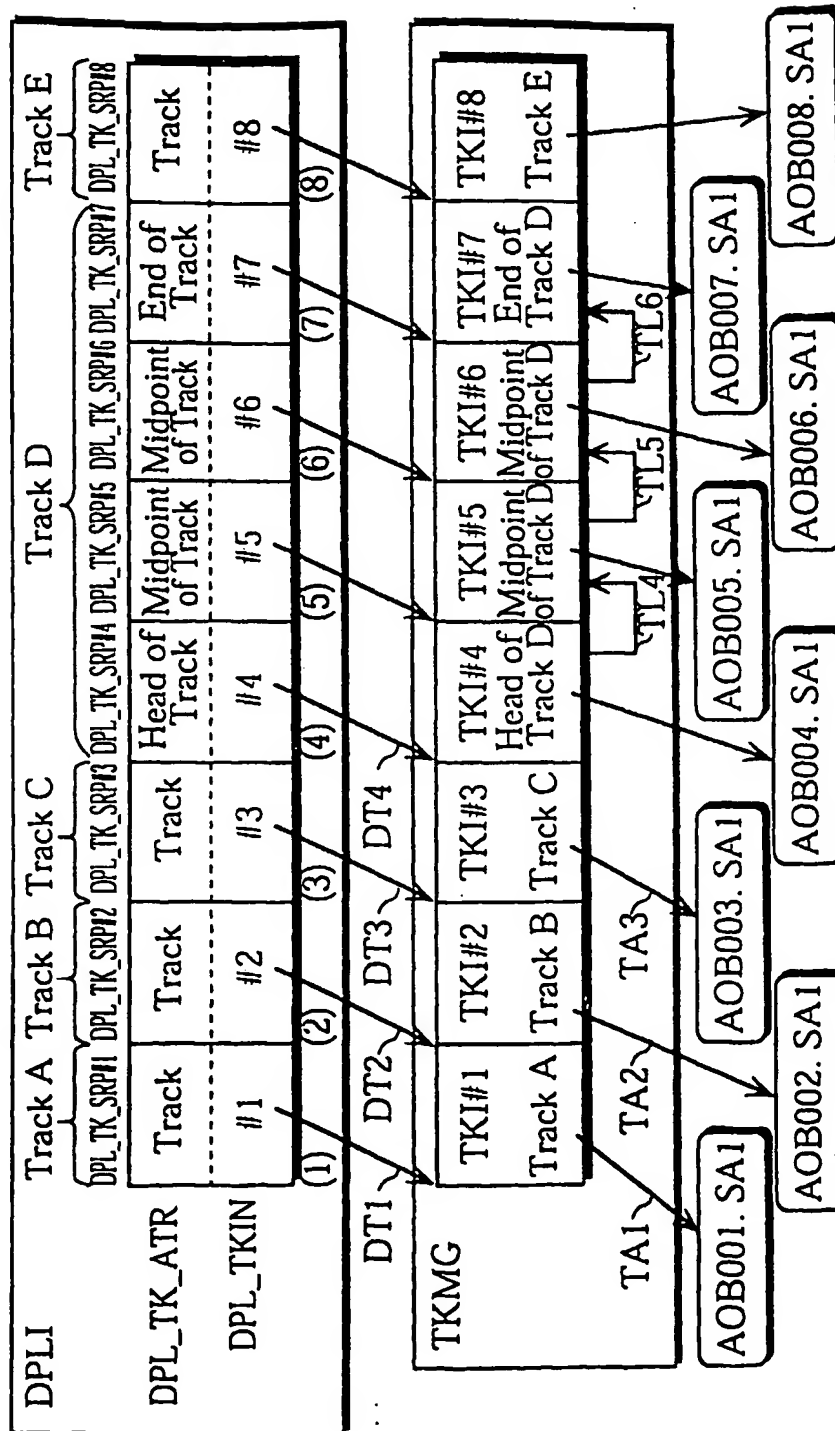 DPLI
Track A Track B Track C Track D Track E
DPL_TK_SRP#1 DPL_TK_SRP#2 DPL_TK_SRP#3 DPL_TK_SRP#4 DPL_TK_SRP#5 DPL_TK_SRP#6 DPL_TK_SRP#7 DPL_TK_SRP#8
DPL_TK_ATR
Track
Track
Track
Head of
Track
Midpoint
of Track
Midpoint
of Track
End of
Track
Track
DPL_TKIN
#1 #2 #3 #4 #5 #6 #7 #8
(1) (2) (3) (4) (5) (6) (7) (8)
DT1 DT2 DT3 DT4
TKMG
TKI#1
Track A
TKI#2
Track B
TKI#3
Track C
TKI#4
Head of
Track D
TKI#5
Midpoint
of Track D
TKI#6
Midpoint
of Track D
TKI#7
End of
Track D
TKI#8
Track E
TL4 TL5 TL6
TA1 TA2 TA3
AOB001. SA1
AOB002. SA1
AOB003. SA1
AOB004. SA1
AOB005. SA1
AOB006. SA1
AOB007. SA1
AOB008. SA1